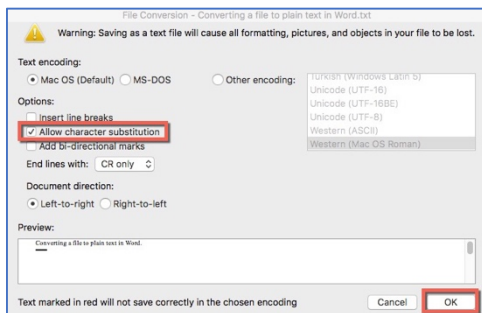 File Conversion - Converting a file to plain text in Word.txt
Warning: Saving as a text file will cause all formatting, pictures, and objects in your file to be lost.
Text encoding:
Mac OS (Default) MS-DOS Other encoding:
Turkish (Windows Latin 5)
Unicode (UTF-16)
Unicode (UTF-16BE)
Unicode (UTF-8)
Western (ASCII)
Western (Mac OS Roman)
Options:
Insert line breaks
Allow character substitution
Add bi-directional marks
End lines with: CR only
Document direction:
Left-to-right Right-to-left
Preview:
Converting a file to plain text in Word.
Text marked in red will not save correctly in the chosen encoding
Cancel OK